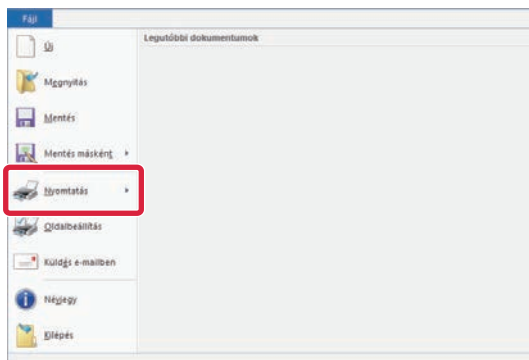 Fájl
Legutóbbi dokumentumok
Új
Megnyitás
Mentés
Mentés másként
Nyomtatás
Oldalbeállítás
Küldés e-mailben
Névjegy
Kilépés